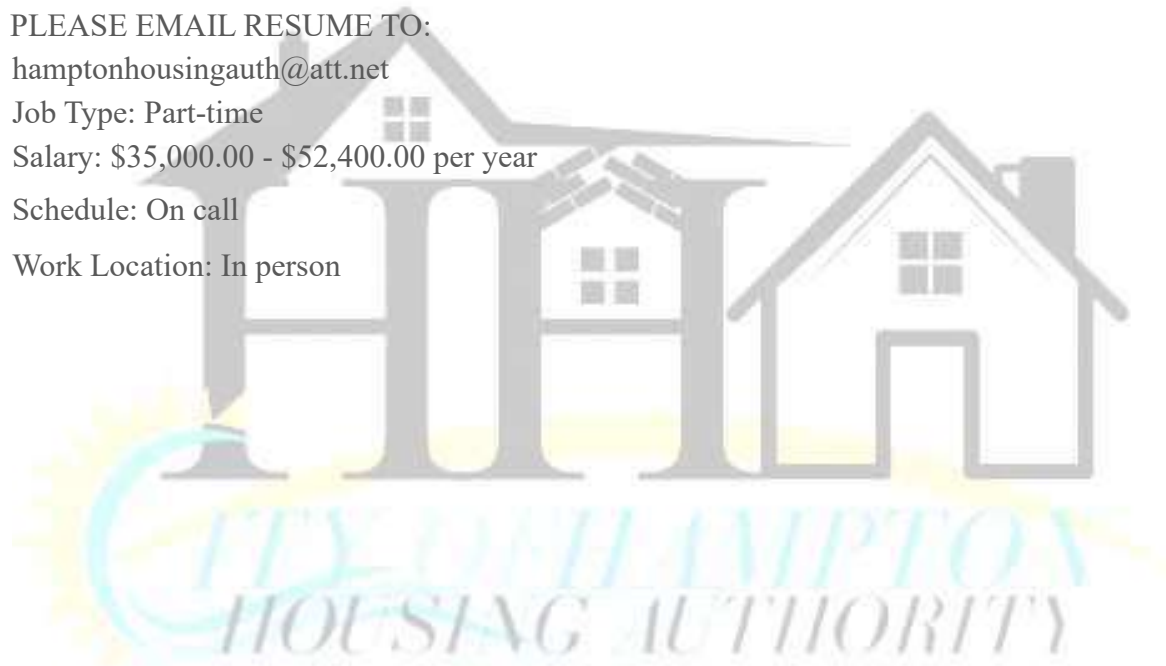 PLEASE EMAIL RESUME TO:
hamptonhousingauth@att.net
Job Type: Part-time
Salary: $35,000.00 - $52,400.00 per year
Schedule: On call
Work Location: In person
HHA
CITY OF HAMPTON
HOUSING AUTHORITY